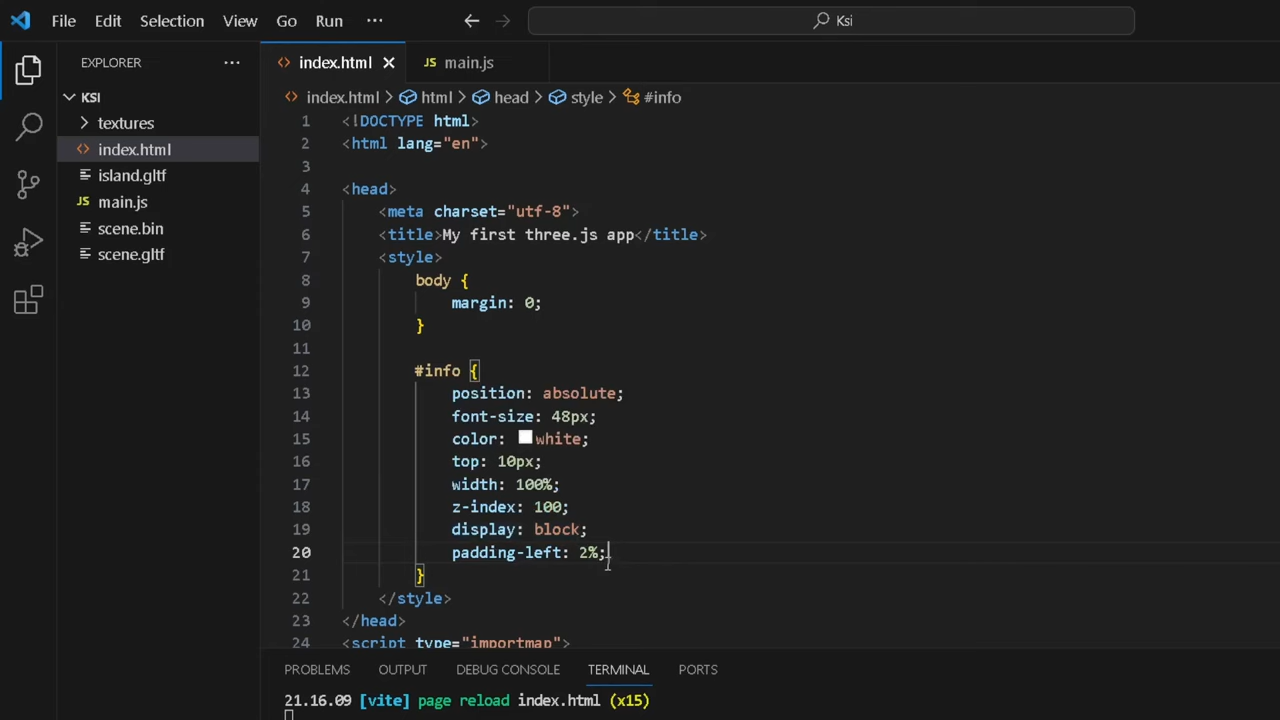 File Edit Selection View Go Run ··· Ksi
EXPLORER ···
index.html
JS main.js
KSI
textures
index.html
island.gltf
JS main.js
scene.bin
scene.gltf
index.html > html > head > style > #info
1 <!DOCTYPE html>
2 <html lang="en">
3
4 <head>
5 <meta charset="utf-8">
6 <title>My first three.js app</title>
7 <style>
8 body {
9 margin: 0;
10 }
11
12 #info {
13 position: absolute;
14 font-size: 48px;
15 color: white;
16 top: 10px;
17 width: 100%;
18 z-index: 100;
19 display: block;
20 padding-left: 2%;
21 }
22 </style>
23 </head>
24 <script type="importmap">
PROBLEMS OUTPUT DEBUG CONSOLE TERMINAL PORTS
21.16.09 [vite] page reload index.html (x15)